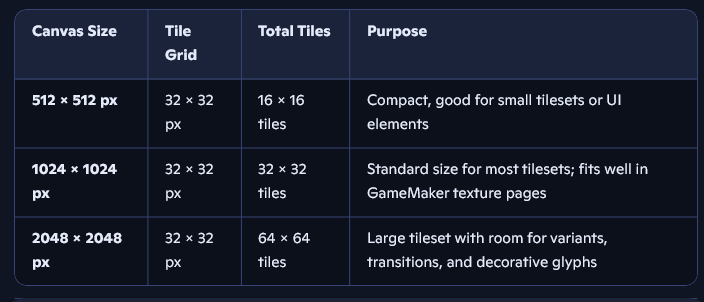 Canvas Size Tile Grid Total Tiles Purpose
512 × 512 px 32 × 32 px 16 × 16 tiles Compact, good for small tilesets or UI elements
1024 × 1024 px 32 × 32 px 32 × 32 tiles Standard size for most tilesets; fits well in GameMaker texture pages
2048 × 2048 px 32 × 32 px 64 × 64 tiles Large tileset with room for variants, transitions, and decorative glyphs